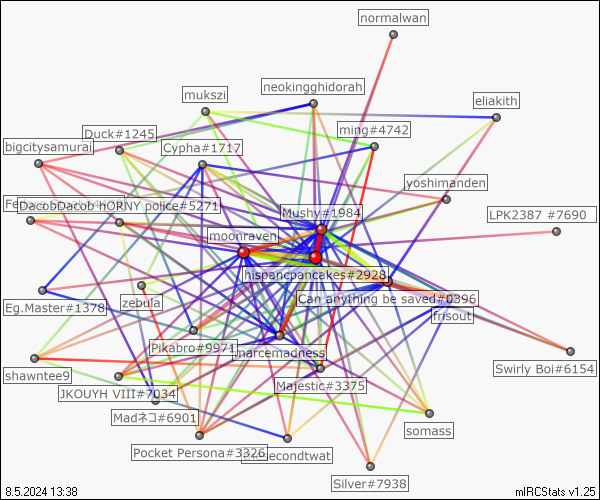 normalwan
neokingghidorah
mukszi
eliakith
ming#4742
Duck#1245
bigcitysamurai
Cypha#1717
yoshimanden
DacobDacob HORNY police#5271
Mushy#1984
LPK2387 #7690
moonraven
hispancpancakes#2928
Can anything be saved#0396
zebula
Eg.Master#1378
frisout
Pikabro#9971
marcemadness
shawntee9
Swirly Boi#6154
Majestic#3375
JKOUYH VIII#7034
Madネコ#6901
somass
Pocket Persona#3326
secondtwat
Silver#7938
8.5.2024 13:38
mIRCStats v1.25